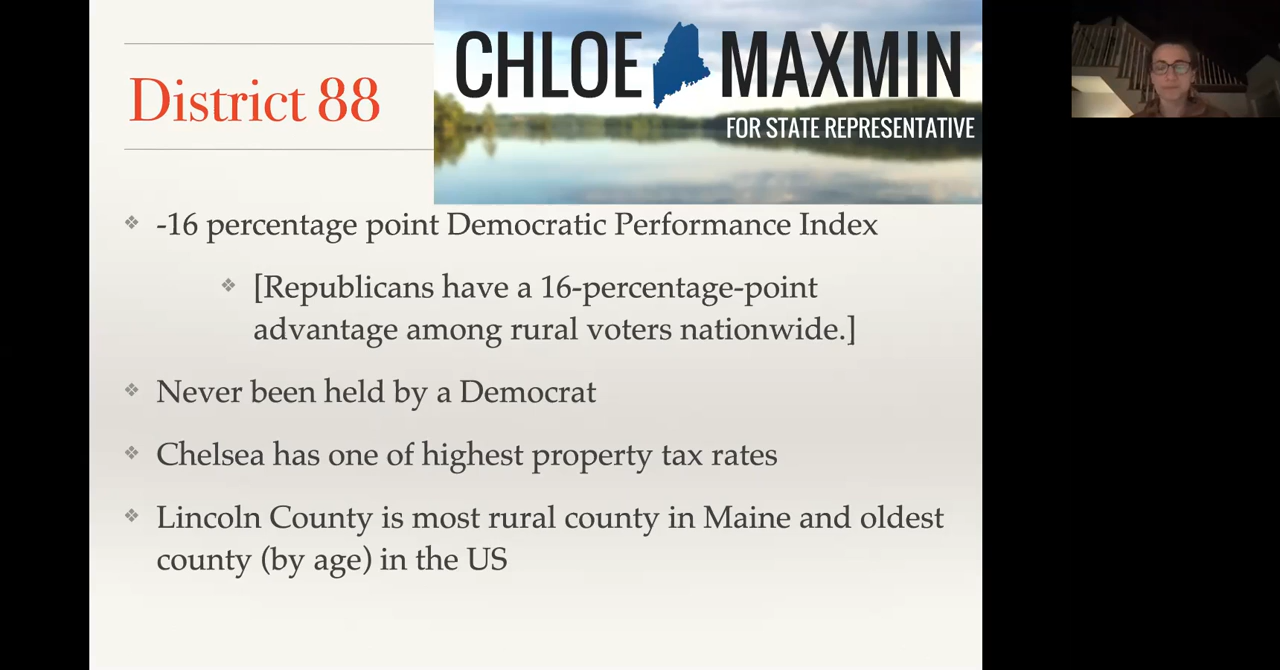 District 88
CHLOE MAXMIN
FOR STATE REPRESENTATIVE
-16 percentage point Democratic Performance Index
[Republicans have a 16-percentage-point
advantage among rural voters nationwide.]
Never been held by a Democrat
Chelsea has one of highest property tax rates
Lincoln County is most rural county in Maine and oldest
county (by age) in the US